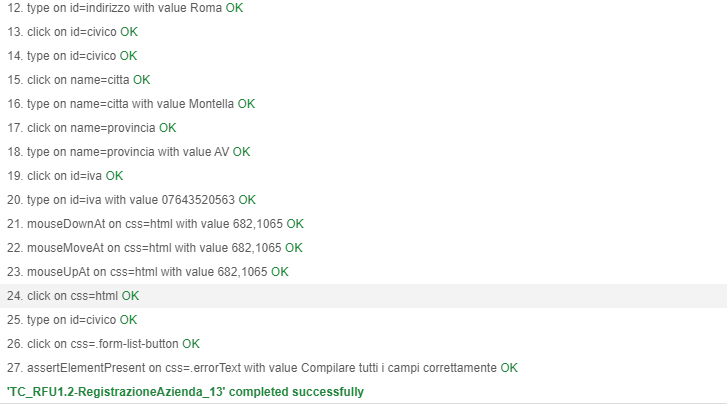 12. type on id=indirizzo with value Roma OK
13. click on id=civico OK
14. type on id=civico OK
15. click on name=citta OK
16. type on name=citta with value Montella OK
17. click on name=provincia OK
18. type on name=provincia with value AV OK
19. click on id=iva OK
20. type on id=iva with value 07643520563 OK
21. mouseDownAt on css=html with value 682,1065 OK
22. mouseMoveAt on css=html with value 682,1065 OK
23. mouseUpAt on css=html with value 682,1065 OK
24. click on css=html OK
25. type on id=civico OK
26. click on css=.form-list-button OK
27. assertElementPresent on css=.errorText with value Compilare tutti i campi correttamente OK
'TC_RFU1.2-RegistrazioneAzienda_13' completed successfully